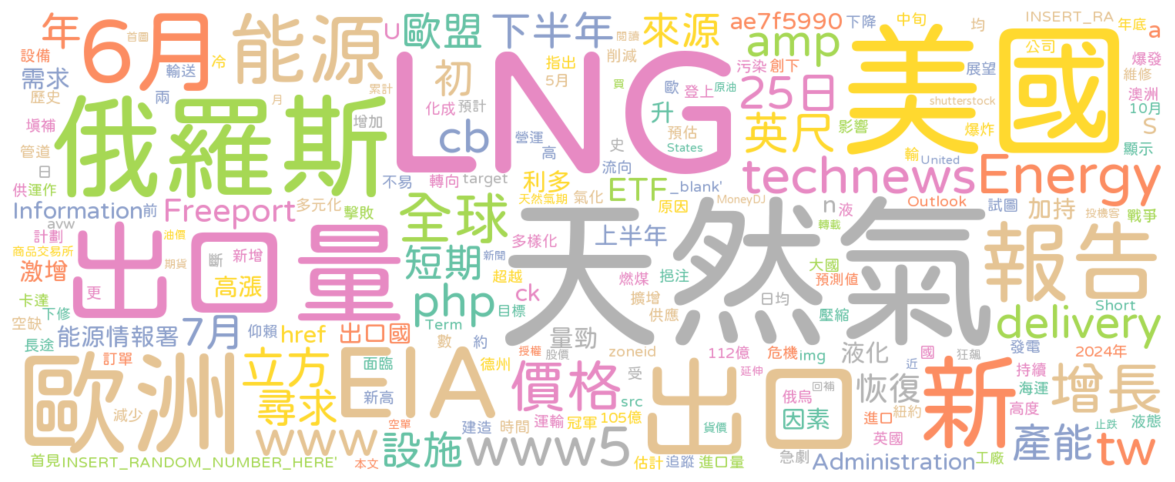 年 6月 首圖 能源 U 歐盟 下半年 來源 ae7f5990 下降 中旬 均 INSERT_RA 年底 a
設備 輸送 冷 指出 削減 amp 公司 爆發
需求 兩 初 5月 閱讀 污染 創下 展望 維修
歷史 化成 預計 買 歐 登上 原油 25日 澳洲 10月
填補 俄羅斯 增加 LNG 升 英尺 影響 shutterstock 美國 S
管道 月 累計 cb 營運 高 史 預估 States 爆炸 顯示
日 流向 輸 United
供 運作 不易 轉向 target 利多 天然氣期 氣化 ETF _blank' technews Energy
Information 前 Freeport 多元化 原因 MoneyDJ n 液 Outlook 試圖 加持 戰爭
avw 擊敗 全球 多樣化 上半年 轉載 投機客
計劃 油價 新聞
商品交易所 斷 新增 短期 超越 燃煤 挹注 大國 預測值 報告
激增 期貨 高漲 php ck 擴增 日均
卡達 更 出口量 目標 供應 天然氣 壓縮 Short
空缺 下修 能源情報署 7月 仰賴 href 出口國 Term 數 約 量勁 delivery
長途 訂單 立方 面臨 德州 授權 股價 zoneid 112億 危機 img 液化 近 國 狂飆 發電 2024年
歐洲 尋求 新高 EIA 價格 受 延伸 俄烏 恢復 回補 持續 海運 增長
減少 src 出口 因素 進口 紐約 新 高度 液態
www 空單 設施 運輸 冠軍 105億 貨價 止跌
建造 時間 www5 英國 產能 tw
首見 INSERT_RANDOM_NUMBER_HERE' 本文 估計 追蹤 進口量 急劇 Administration 工廠